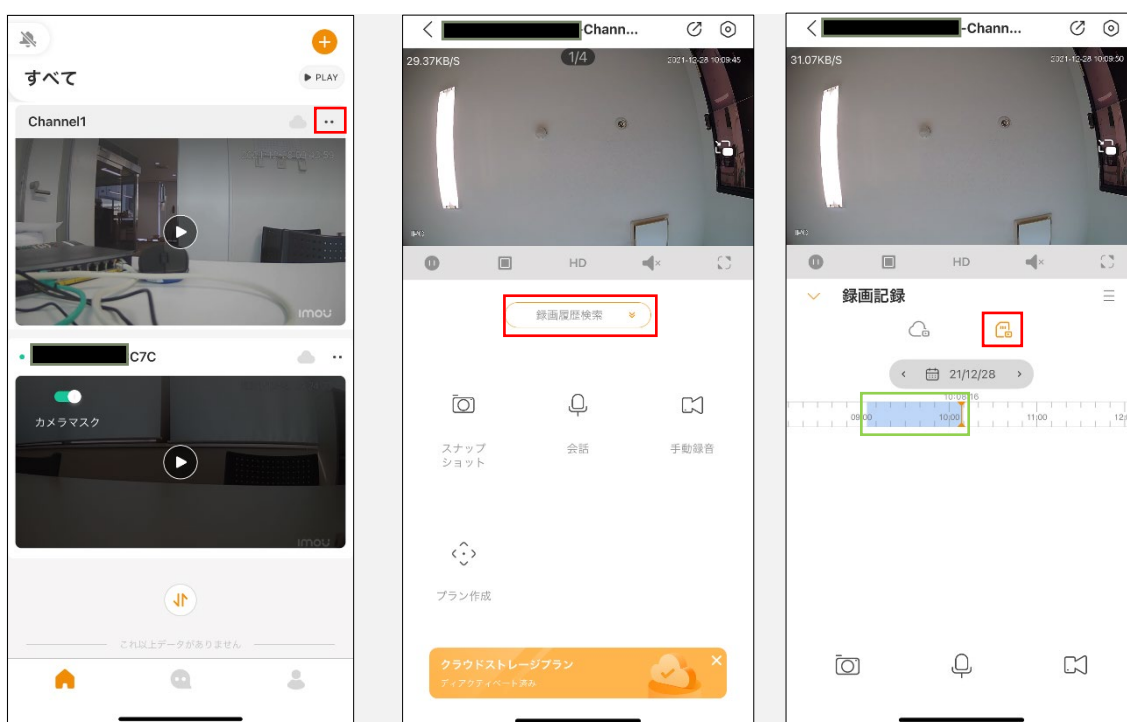 すべて
PLAY
Channel1
imou
C7C
カメラマスク
imou
これ以上データがありません
Chann...
29.37KB/S
1/4
2021-12-28 10:09:45
IPC
HD
録画履歴検索
スナップ
ショット
会話
手動録音
プラン作成
クラウドストレージプラン
ディアクティベート済み
-Chann...
31.07KB/S
2021-12-28 10:09:50
IPC
HD
録画記録
21/12/28
10:08:16
09:00
10:00
11:00